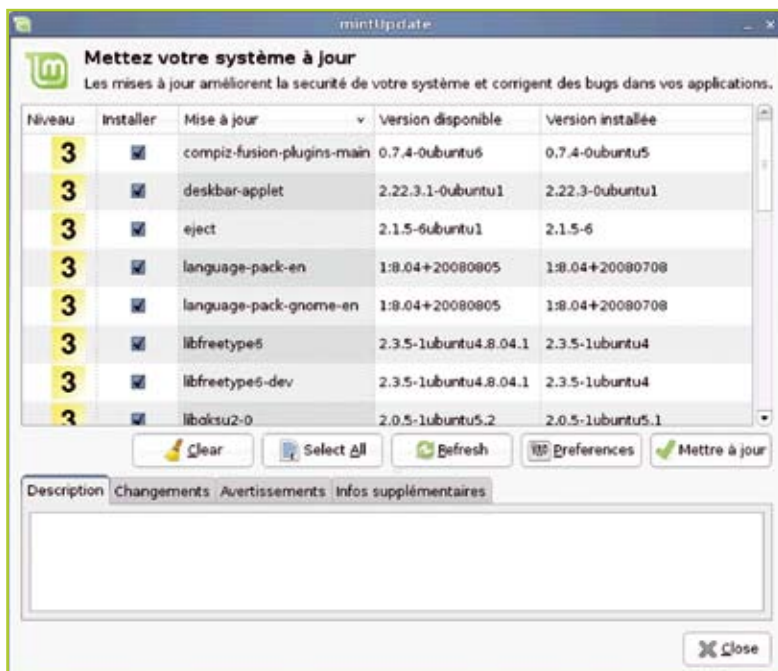 mintUpdate
Mettez votre système à jour
Les mises à jour améliorent la securité de votre système et corrigent des bugs dans vos applications.
Niveau Installer Mise à jour Version disponible Version installée
3 compiz-fusion-plugins-main 0.7.4-0ubuntu6 0.7.4-0ubuntu5
3 deskbar-applet 2.22.3.1-0ubuntu1 2.22.3-0ubuntu1
3 eject 2.1.5-6ubuntu1 2.1.5-6
3 language-pack-en 1:8.04+20080805 1:8.04+20080708
3 language-pack-gnome-en 1:8.04+20080805 1:8.04+20080708
3 libfreetype6 2.3.5-1ubuntu4.8.04.1 2.3.5-1ubuntu4
3 libfreetype6-dev 2.3.5-1ubuntu4.8.04.1 2.3.5-1ubuntu4
3 libgksu2-0 2.0.5-1ubuntu5.2 2.0.5-1ubuntu5.1
Clear Select All Refresh Preferences Mettre à jour
Description Changements Avertissements Infos supplémentaires
Close